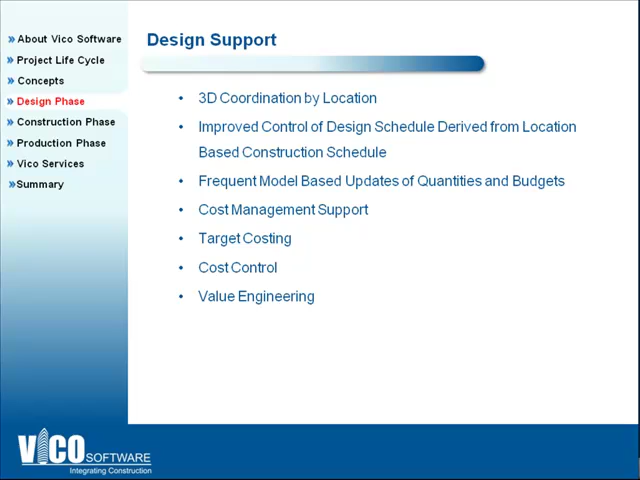 About Vico Software
Project Life Cycle
Concepts
Design Phase
Construction Phase
Production Phase
Vico Services
Summary
Design Support
• 3D Coordination by Location
• Improved Control of Design Schedule Derived from Location
Based Construction Schedule
• Frequent Model Based Updates of Quantities and Budgets
• Cost Management Support
• Target Costing
• Cost Control
• Value Engineering
VICO SOFTWARE
Integrating Construction